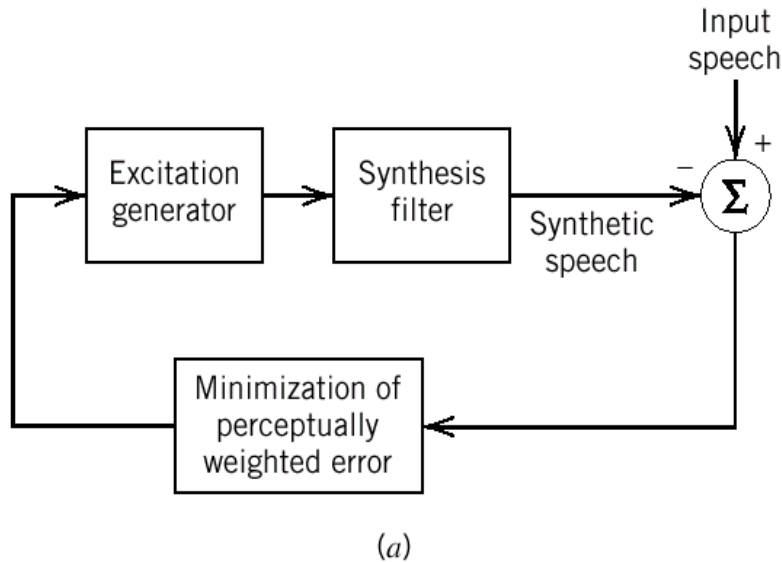 Input
speech
+
−
Excitation
generator
Synthesis
filter
Σ
Synthetic
speech
Minimization of
perceptually
weighted error
(a)